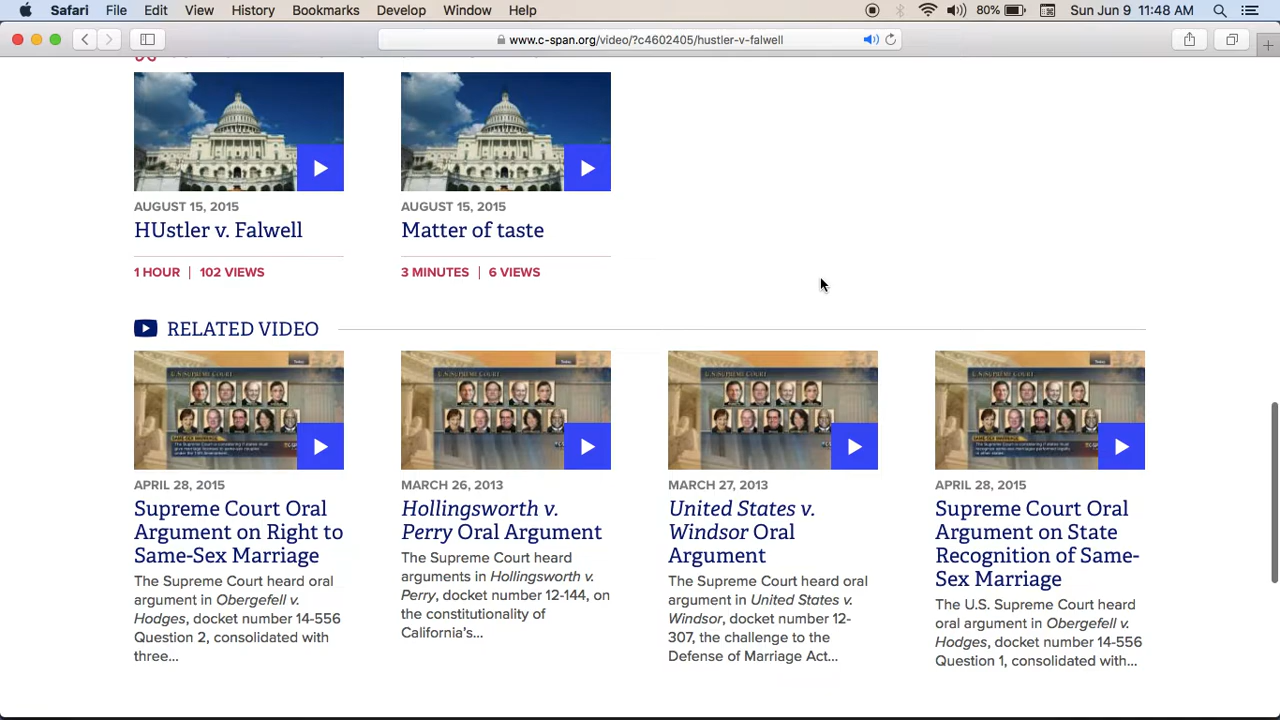 Safari File Edit View History Bookmarks Develop Window Help 80% Sun Jun 9 11:48 AM
www.c-span.org/video/?c4602405/hustler-v-falwell
AUGUST 15, 2015
HUstler v. Falwell
1 HOUR | 102 VIEWS
AUGUST 15, 2015
Matter of taste
3 MINUTES | 6 VIEWS
RELATED VIDEO
APRIL 28, 2015
Supreme Court Oral
Argument on Right to
Same-Sex Marriage
The Supreme Court heard oral
argument in Obergefell v.
Hodges, docket number 14-556
Question 2, consolidated with
three...
MARCH 26, 2013
Hollingsworth v.
Perry Oral Argument
The Supreme Court heard
arguments in Hollingsworth v.
Perry, docket number 12-144, on
the constitutionality of
California's...
MARCH 27, 2013
United States v.
Windsor Oral
Argument
The Supreme Court heard oral
argument in United States v.
Windsor, docket number 12-
307, the challenge to the
Defense of Marriage Act...
APRIL 28, 2015
Supreme Court Oral
Argument on State
Recognition of Same-
Sex Marriage
The U.S. Supreme Court heard
oral argument in Obergefell v.
Hodges, docket number 14-556
Question 1, consolidated with...